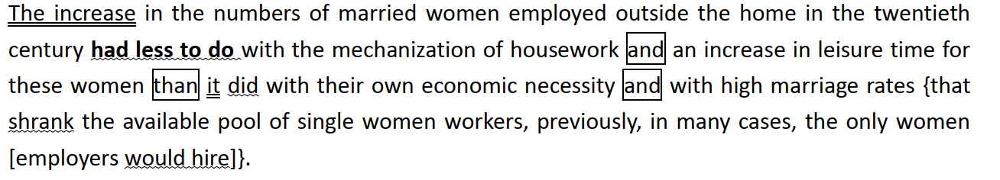 The increase in the numbers of married women employed outside the home in the twentieth
century had less to do with the mechanization of housework and an increase in leisure time for
these women than it did with their own economic necessity and with high marriage rates {that
shrank the available pool of single women workers, previously, in many cases, the only women
[employers would hire]}.